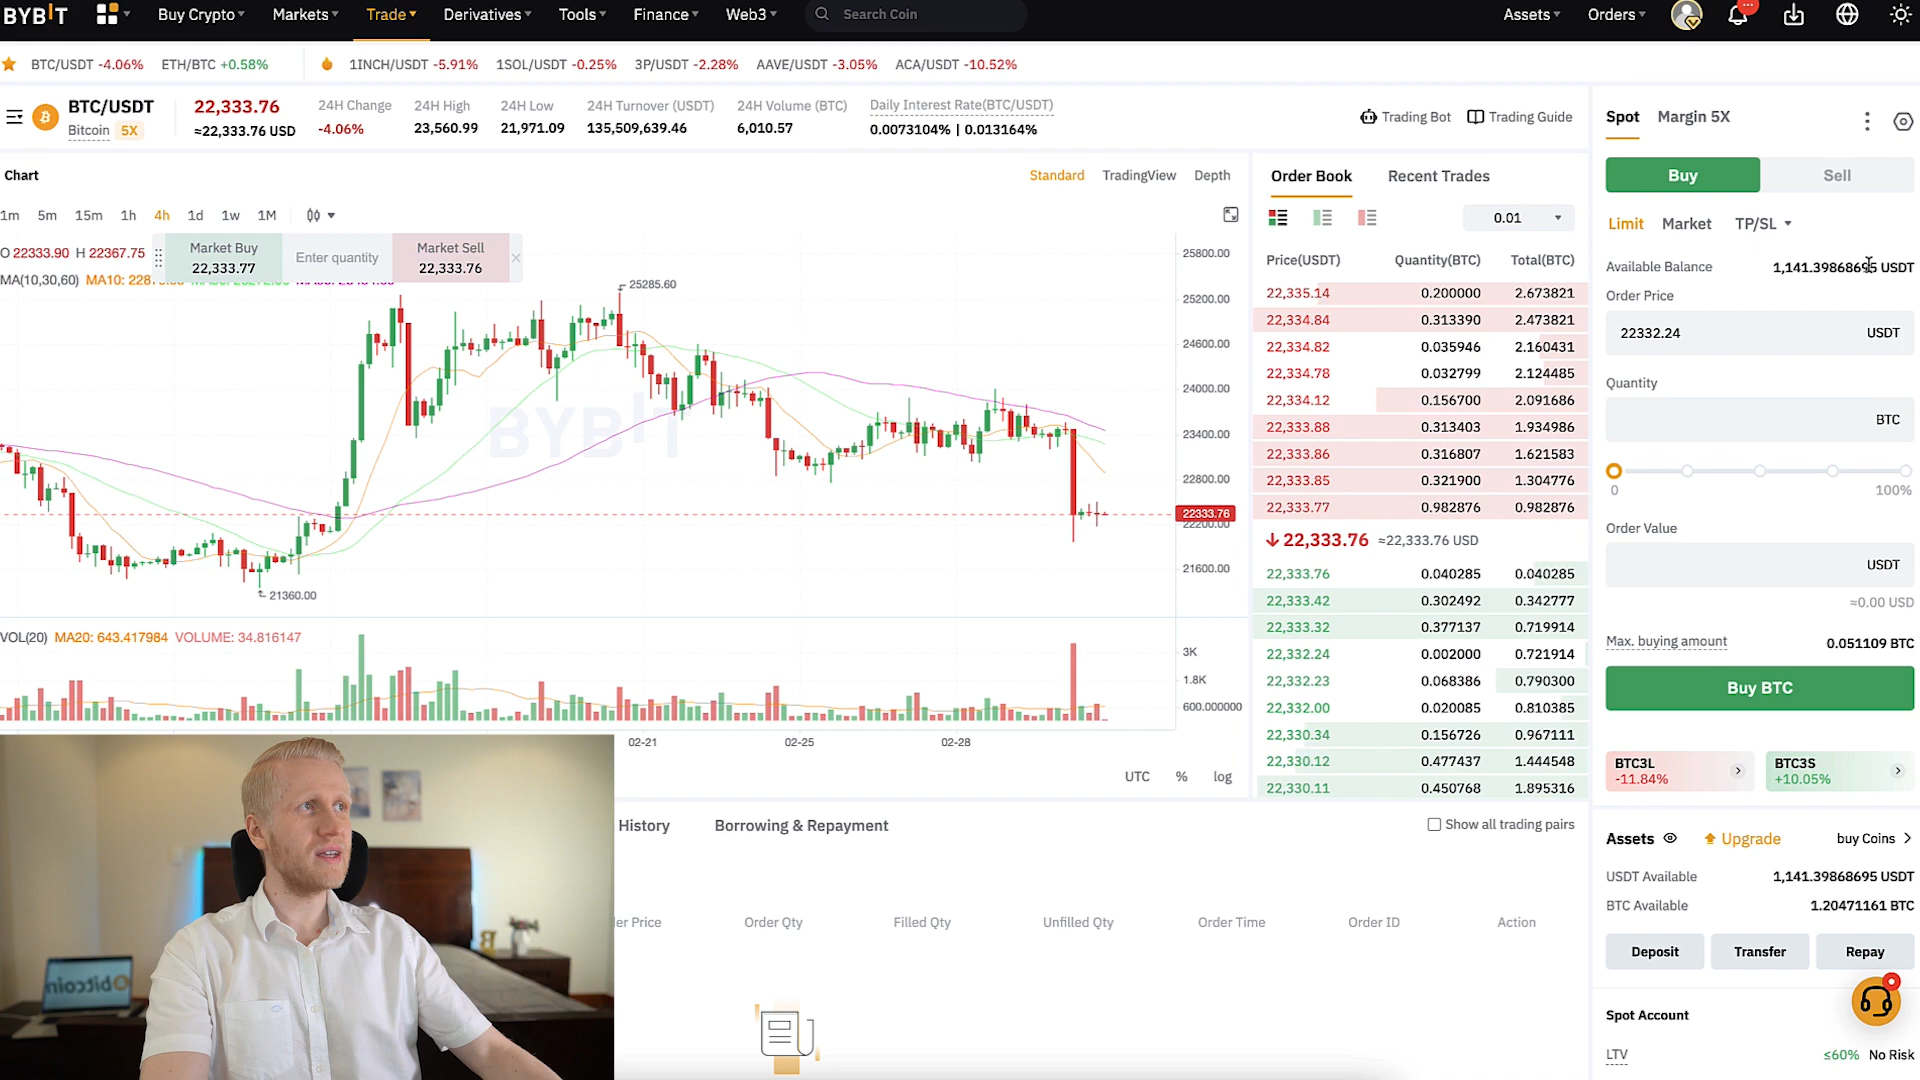 BYBIT
Buy Crypto
Markets
Trade
Derivatives
Tools
Finance
Web3
Search Coin
Assets
Orders
BTC/USDT -4.06%
ETH/BTC +0.58%
1INCH/USDT -5.91%
1SOL/USDT -0.25%
3P/USDT -2.28%
AAVE/USDT -3.05%
ACA/USDT -10.52%
BTC/USDT
Bitcoin 5X
22,333.76
≈22,333.76 USD
24H Change
-4.06%
24H High
23,560.99
24H Low
21,971.09
24H Turnover (USDT)
135,509,639.46
24H Volume (BTC)
6,010.57
Daily Interest Rate(BTC/USDT)
0.0073104% | 0.013164%
Trading Bot
Trading Guide
Chart
Standard
TradingView
Depth
1m 5m 15m 1h 4h 1d 1w 1M
O 22333.90 H 22367.75
Market Buy
22,333.77
Enter quantity
Market Sell
22,333.76
MA(10,30,60) MA10:
25285.60
21360.00
BYBIT
25800.00
25200.00
24600.00
24000.00
23400.00
22800.00
22333.76
22200.00
21600.00
VOL(20) MA20: 643.417984 VOLUME: 34.816147
3K
1.8K
600.000000
02-21
02-25
02-28
UTC % log
Order Book
Recent Trades
0.01
Price(USDT) Quantity(BTC) Total(BTC)
22,335.14 0.200000 2.673821
22,334.84 0.313390 2.473821
22,334.82 0.035946 2.160431
22,334.78 0.032799 2.124485
22,334.12 0.156700 2.091686
22,333.88 0.313403 1.934986
22,333.86 0.316807 1.621583
22,333.85 0.321900 1.304776
22,333.77 0.982876 0.982876
22,333.76 ≈22,333.76 USD
22,333.76 0.040285 0.040285
22,333.42 0.302492 0.342777
22,333.32 0.377137 0.719914
22,332.24 0.002000 0.721914
22,332.23 0.068386 0.790300
22,332.00 0.020085 0.810385
22,330.34 0.156726 0.967111
22,330.12 0.477437 1.444548
22,330.11 0.450768 1.895316
Spot
Margin 5X
Buy
Sell
Limit
Market
TP/SL
Available Balance 1,141.39868695 USDT
Order Price
22332.24 USDT
Quantity
BTC
0 100%
Order Value
USDT
≈0.00 USD
Max. buying amount 0.051109 BTC
Buy BTC
BTC3L
-11.84%
BTC3S
+10.05%
Assets
Upgrade
buy Coins
USDT Available 1,141.39868695 USDT
BTC Available 1.20471161 BTC
Deposit
Transfer
Repay
Spot Account
LTV ≤60% No Risk
History
Borrowing & Repayment
Show all trading pairs
er Price
Order Qty
Filled Qty
Unfilled Qty
Order Time
Order ID
Action
bitcoin